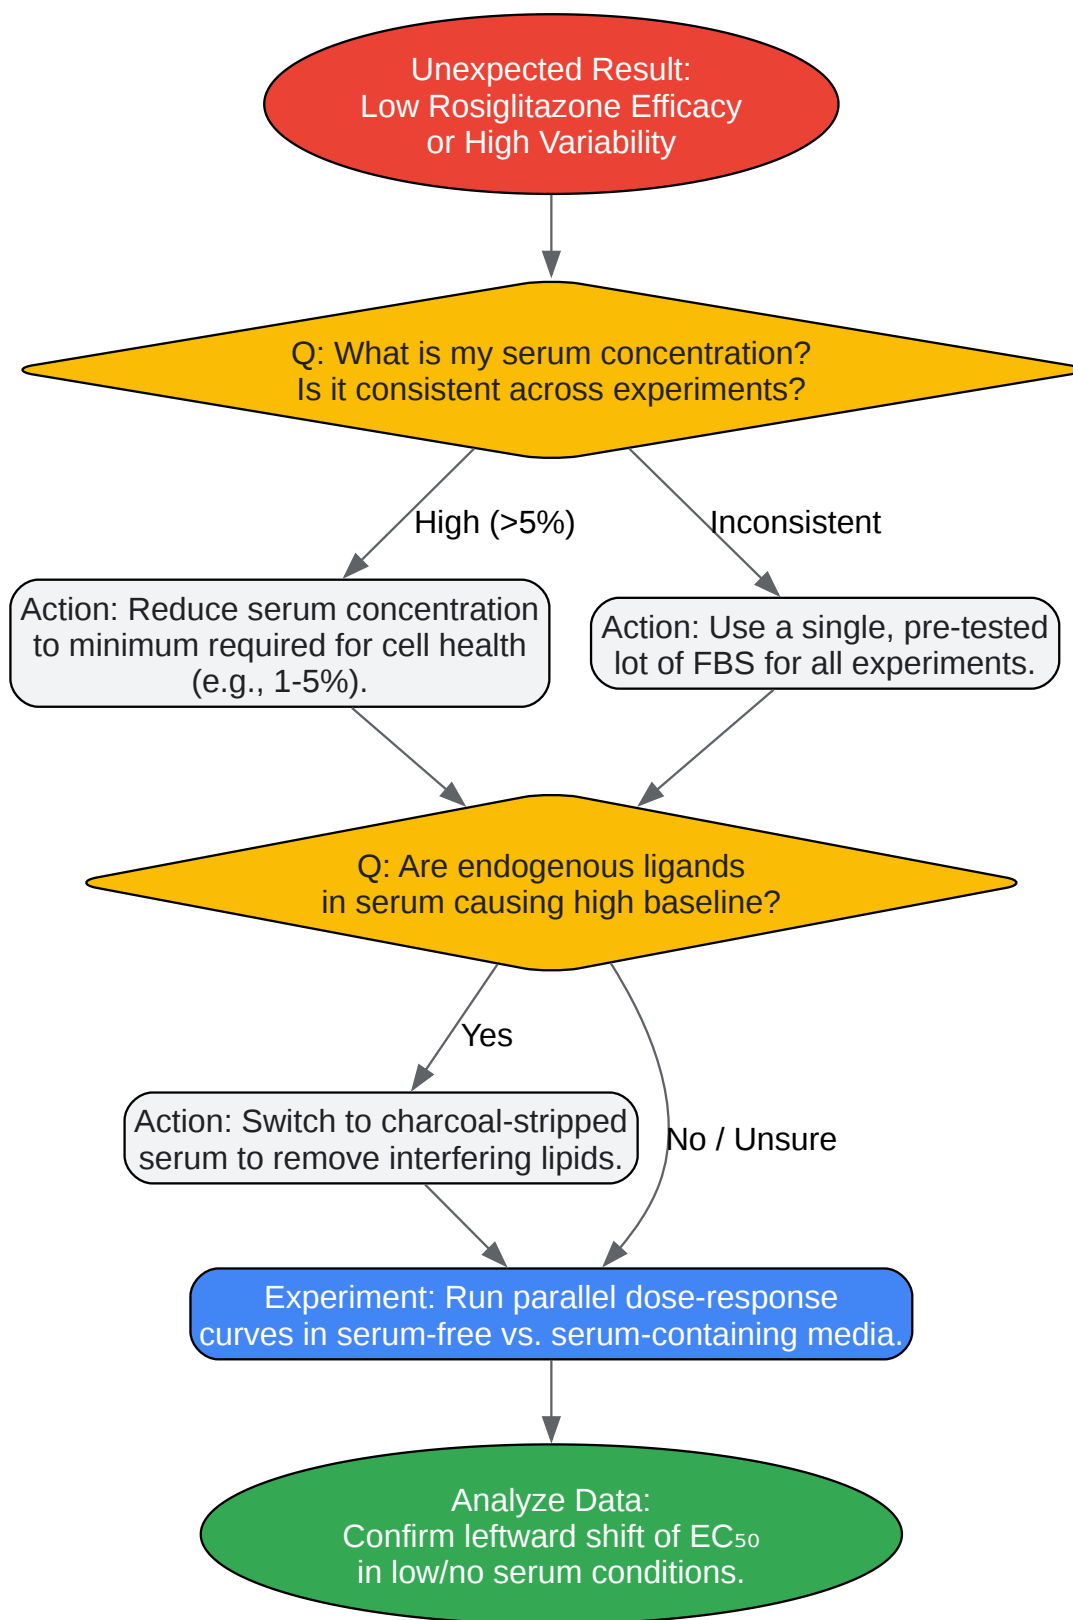 Unexpected Result:
Low Rosiglitazone Efficacy
or High Variability
Q: What is my serum concentration?
Is it consistent across experiments?
High (>5%)
Inconsistent
Action: Reduce serum concentration
to minimum required for cell health
(e.g., 1-5%).
Action: Use a single, pre-tested
lot of FBS for all experiments.
Q: Are endogenous ligands
in serum causing high baseline?
Yes
Action: Switch to charcoal-stripped
serum to remove interfering lipids.
No / Unsure
Experiment: Run parallel dose-response
curves in serum-free vs. serum-containing media.
Analyze Data:
Confirm leftward shift of EC₅₀
in low/no serum conditions.